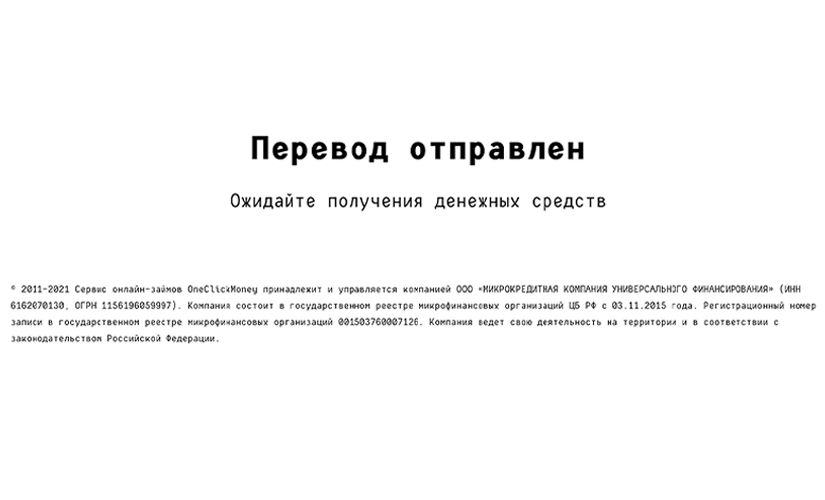 Перевод отправлен
Ожидайте получения денежных средств
© 2011-2021 Сервис онлайн-займов OneClickMoney принадлежит и управляется компанией ООО «МИКРОКРЕДИТНАЯ КОМПАНИЯ УНИВЕРСАЛЬНОГО ФИНАНСИРОВАНИЯ» (ИНН
6162070130, ОГРН 1156196059997). Компания состоит в государственном реестре микрофинансовых организаций ЦБ РФ с 03.11.2015 года. Регистрационный номер
записи в государственном реестре микрофинансовых организаций 001503760007126. Компания ведет свою деятельность на территории и в соответствии с
законодательством Российской Федерации.